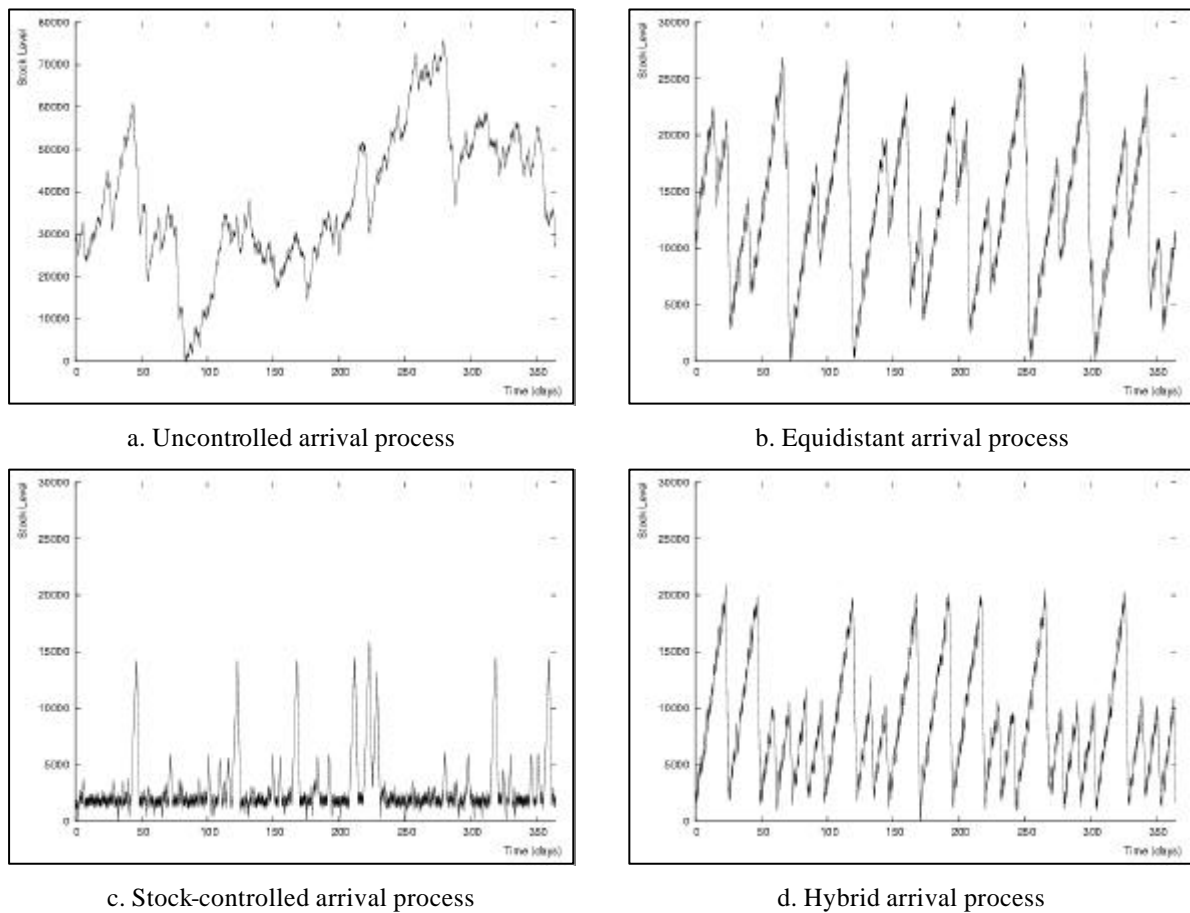 Stock Level
80000
70000
60000
50000
40000
30000
20000
10000
0
0 50 100 150 200 250 300 350
Time (days)
a. Uncontrolled arrival process
Stock Level
30000
25000
20000
15000
10000
5000
0
0 50 100 150 200 250 300 350
Time (days)
b. Equidistant arrival process
Stock Level
30000
25000
20000
15000
10000
5000
0
0 50 100 150 200 250 300 350
Time (days)
c. Stock-controlled arrival process
Stock Level
30000
25000
20000
15000
10000
5000
0
0 50 100 150 200 250 300 350
Time (days)
d. Hybrid arrival process